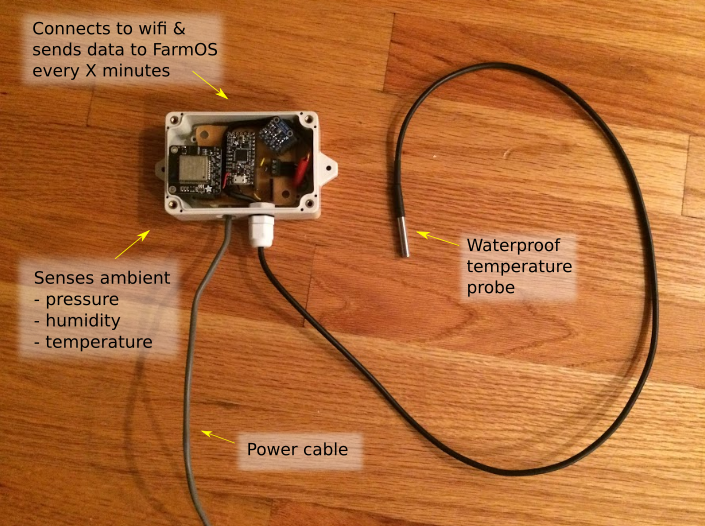 Connects to wifi &
sends data to FarmOS
every X minutes
Waterproof
temperature
probe
Senses ambient
- pressure
- humidity
- temperature
Power cable